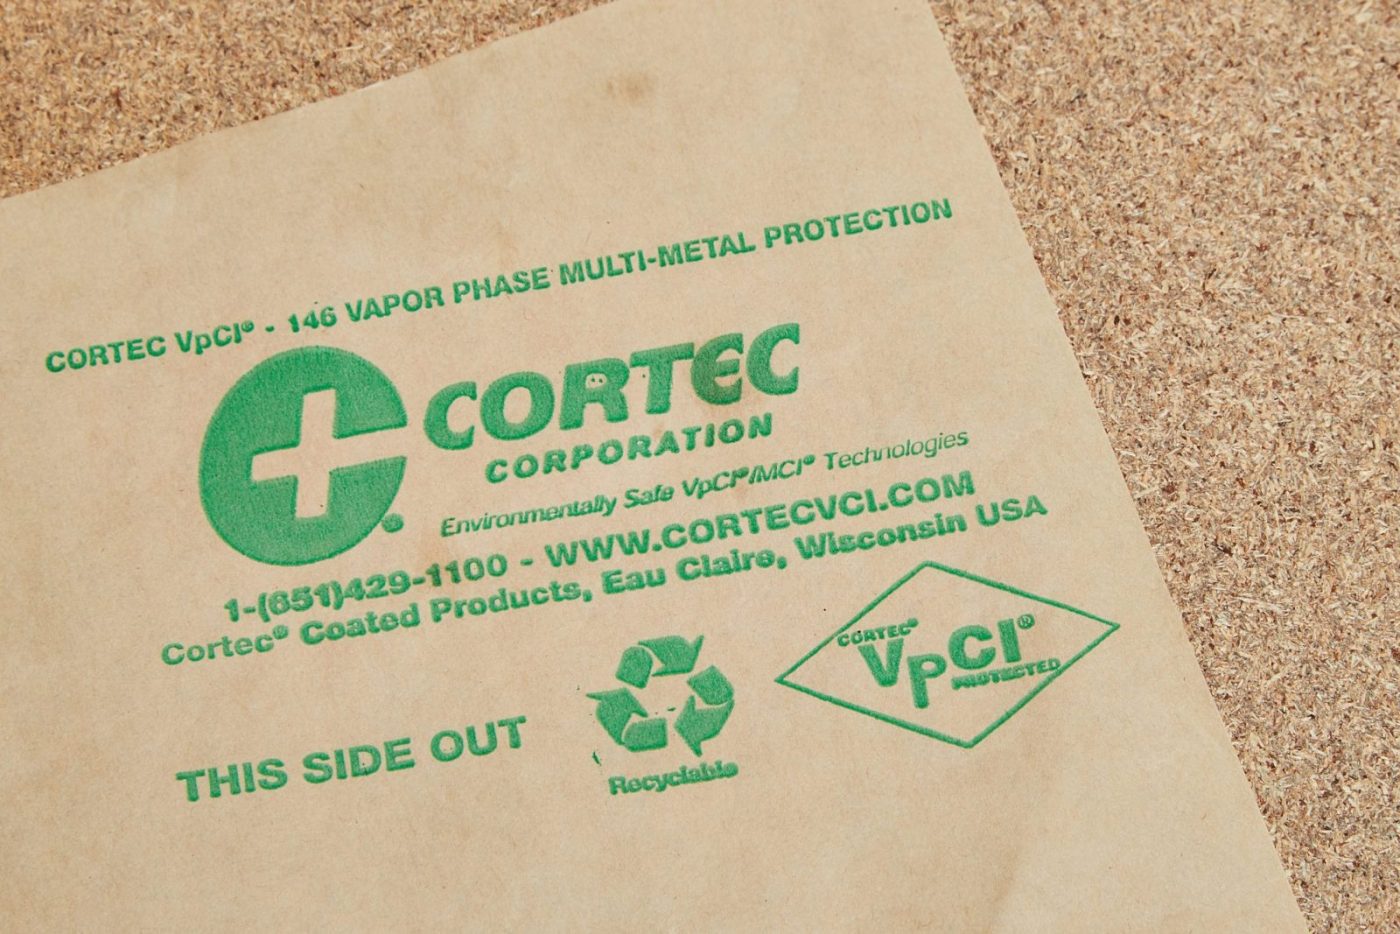 CORTEC VpCI® - 146 VAPOR PHASE MULTI-METAL PROTECTION
CORTEC
CORPORATION
Environmentally Safe VpCI®/MCI® Technologies
1-(651)429-1100 - WWW.CORTECVCI.COM
Cortec® Coated Products, Eau Claire, Wisconsin USA
THIS SIDE OUT
Recyclable
CORTEC®
VpCI®
PROTECTED